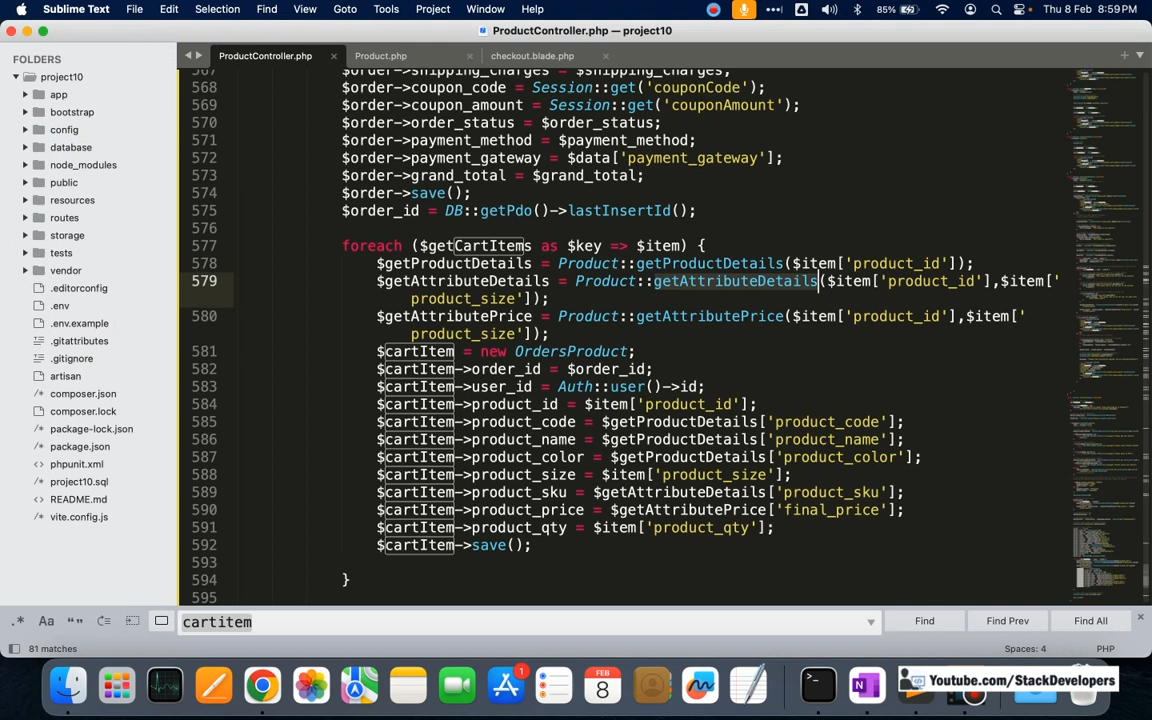 Sublime Text File Edit Selection Find View Goto Tools Project Window Help 85% Thu 8 Feb 8:59 PM
ProductController.php — project10
FOLDERS
project10
app
bootstrap
config
database
node_modules
public
resources
routes
storage
tests
vendor
.editorconfig
.env
.env.example
.gitattributes
.gitignore
artisan
composer.json
composer.lock
package-lock.json
package.json
phpunit.xml
project10.sql
README.md
vite.config.js
ProductController.php Product.php checkout.blade.php
567 $order->shipping_charges = $shipping_charges;
568 $order->coupon_code = Session::get('couponCode');
569 $order->coupon_amount = Session::get('couponAmount');
570 $order->order_status = $order_status;
571 $order->payment_method = $payment_method;
572 $order->payment_gateway = $data['payment_gateway'];
573 $order->grand_total = $grand_total;
574 $order->save();
575 $order_id = DB::getPdo()->lastInsertId();
576
577 foreach ($getCartItems as $key => $item) {
578 $getProductDetails = Product::getProductDetails($item['product_id']);
579 $getAttributeDetails = Product::getAttributeDetails($item['product_id'],$item['
product_size']);
580 $getAttributePrice = Product::getAttributePrice($item['product_id'],$item['
product_size']);
581 $cartItem = new OrdersProduct;
582 $cartItem->order_id = $order_id;
583 $cartItem->user_id = Auth::user()->id;
584 $cartItem->product_id = $item['product_id'];
585 $cartItem->product_code = $getProductDetails['product_code'];
586 $cartItem->product_name = $getProductDetails['product_name'];
587 $cartItem->product_color = $getProductDetails['product_color'];
588 $cartItem->product_size = $item['product_size'];
589 $cartItem->product_sku = $getAttributeDetails['product_sku'];
590 $cartItem->product_price = $getAttributePrice['final_price'];
591 $cartItem->product_qty = $item['product_qty'];
592 $cartItem->save();
593
594 }
595
cartitem Find Find Prev Find All
81 matches Spaces: 4 PHP
FEB
8
1
Youtube.com/StackDevelopers